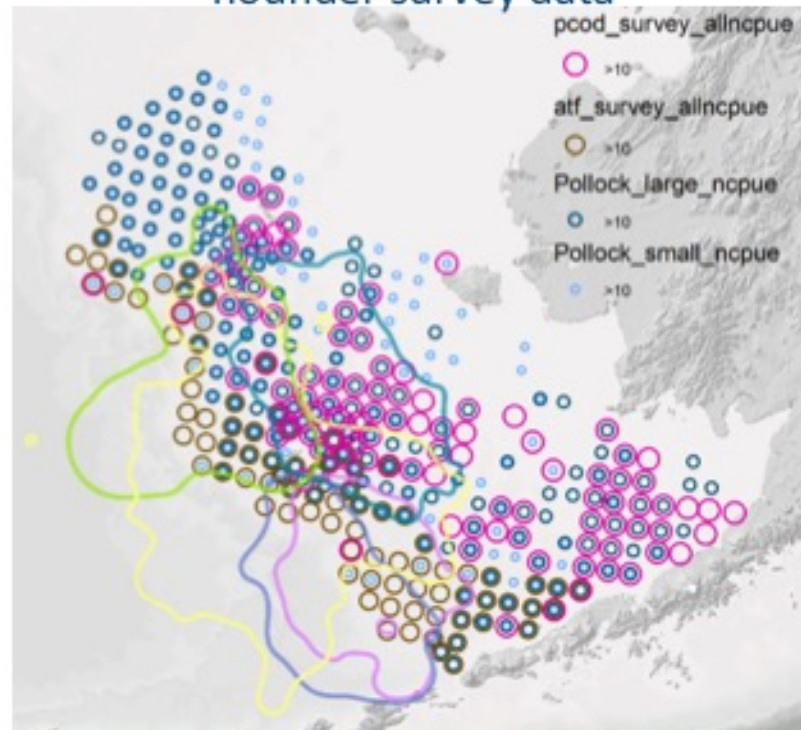 flounder survey data
pcod_survey_allncpue
>10
atf_survey_allncpue
>10
Pollock_large_ncpue
>10
Pollock_small_ncpue
>10